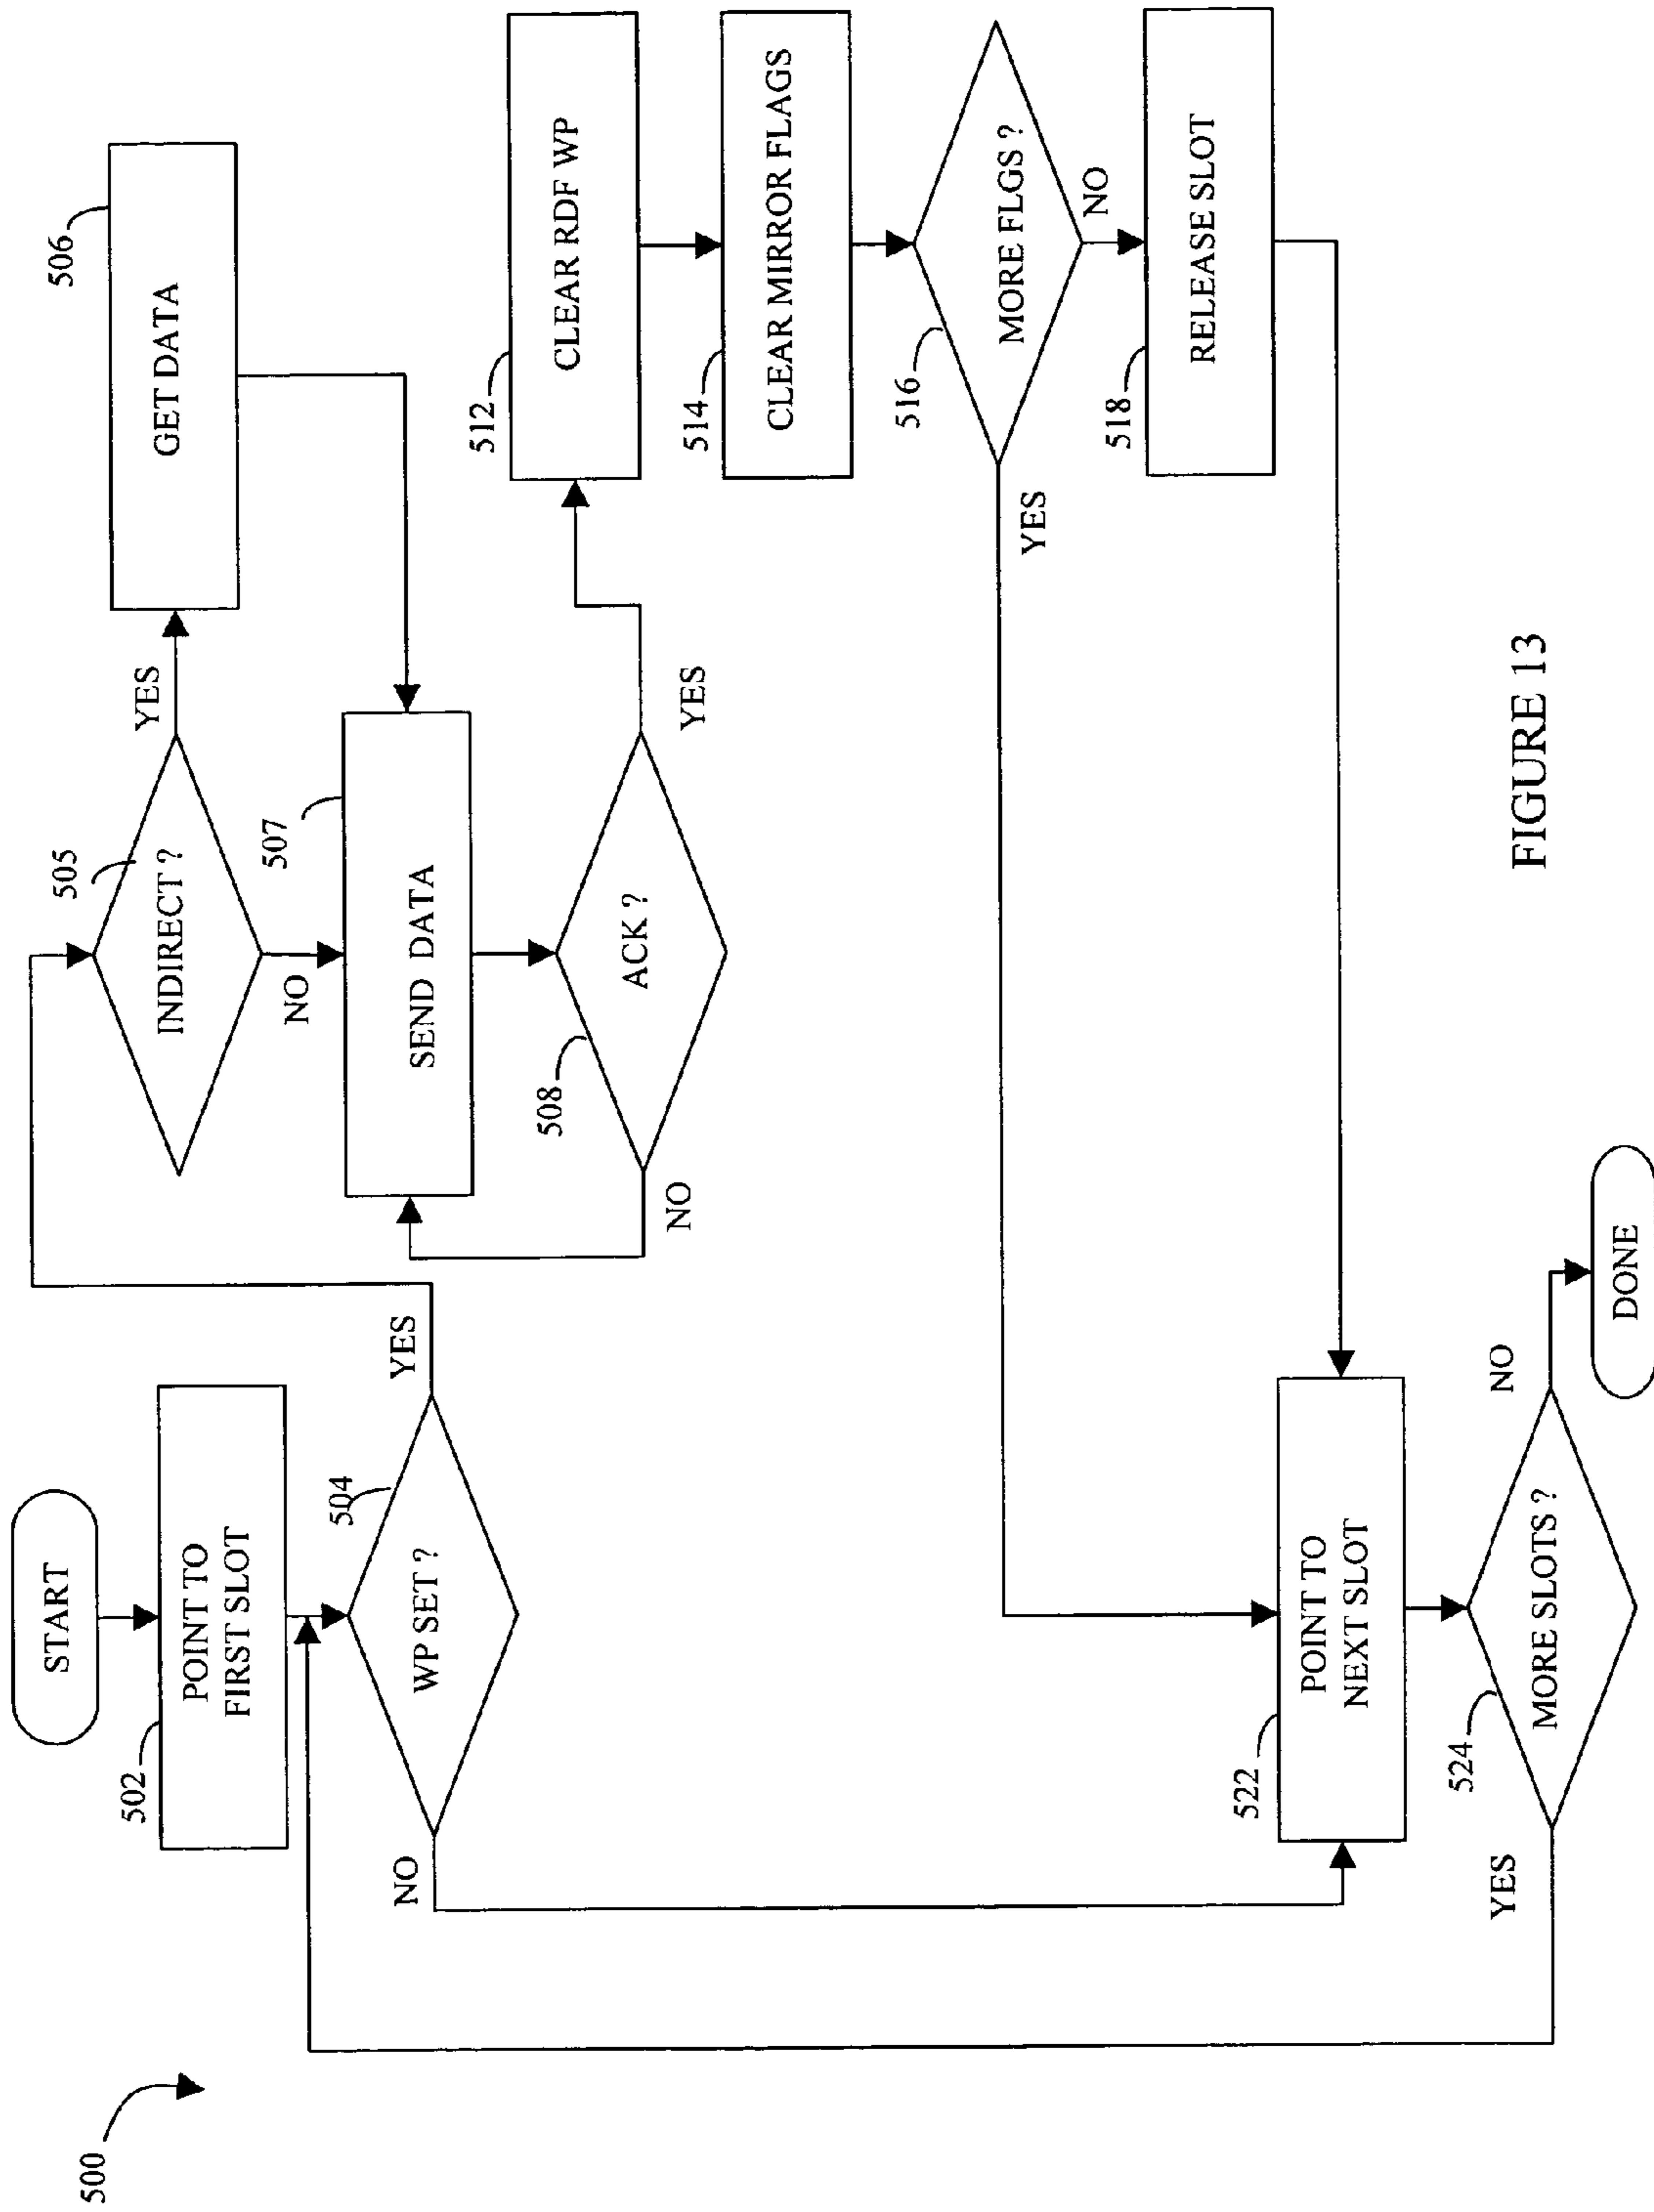 500
START
502
POINT TO
FIRST SLOT
504
WP SET ?
YES
NO
505
INDIRECT ?
YES
NO
506
GET DATA
507
SEND DATA
508
ACK ?
YES
NO
512
CLEAR RDF WP
514
CLEAR MIRROR FLAGS
516
MORE FLGS ?
YES
NO
518
RELEASE SLOT
522
POINT TO
NEXT SLOT
524
MORE SLOTS ?
YES
NO
DONE
FIGURE 13